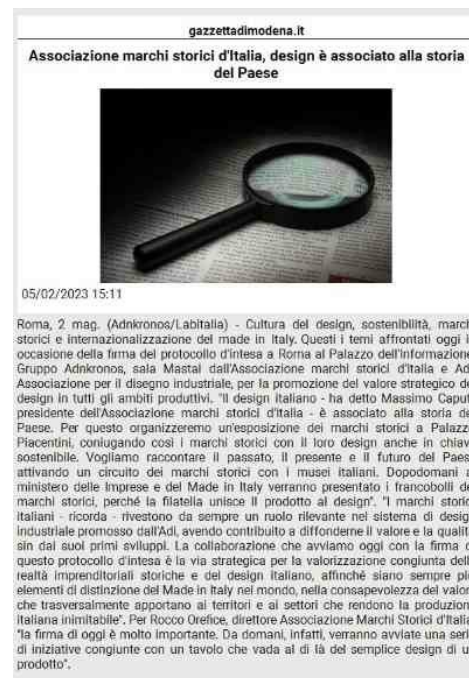 gazzettadimodena.it
Associazione marchi storici d'Italia, design è associato alla storia
del Paese
05/02/2023 15:11
Roma, 2 mag. (Adnkronos/Labitalia) - Cultura del design, sostenibilità, march
storici e internazionalizzazione del made in Italy. Questi i temi affrontati oggi i
occasione della firma del protocollo d'intesa a Roma al Palazzo dell'Informazione
Gruppo Adnkronos, sala Mastai dall'Associazione marchi storici d'Italia e Ad
Associazione per il disegno industriale, per la promozione del valore strategico de
design in tutti gli ambiti produttivi. "Il design italiano - ha detto Massimo Caput
presidente dell'Associazione marchi storici d'Italia - è associato alla storia de
Paese. Per questo organizzeremo un'esposizione dei marchi storici a Palazz
Piacentini, coniugando così i marchi storici con il loro design anche in chiav
sostenibile. Vogliamo raccontare il passato, il presente e il futuro del Paes
attivando un circuito dei marchi storici con i musei italiani. Dopodomani a
ministero delle Imprese e del Made in Italy verranno presentato i francobolli de
marchi storici, perché la filatelia unisce il prodotto al design". "I marchi storic
italiani - ricorda - rivestono da sempre un ruolo rilevante nel sistema di desig
industriale promosso dall'Adi, avendo contribuito a diffonderne il valore e la qualit
sin dai suoi primi sviluppi. La collaborazione che avviamo oggi con la firma d
questo protocollo d'intesa è la via strategica per la valorizzazione congiunta dell
realtà imprenditoriali storiche e del design italiano, affinché siano sempre pi
elementi di distinzione del Made in Italy nel mondo, nella consapevolezza del valor
che trasversalmente apportano ai territori e ai settori che rendono la produzion
italiana inimitabile". Per Rocco Orefice, direttore Associazione Marchi Storici d'Italia
"la firma di oggi è molto importante. Da domani, infatti, verranno avviate una seri
di iniziative congiunte con un tavolo che vada al di là del semplice design di u
prodotto".